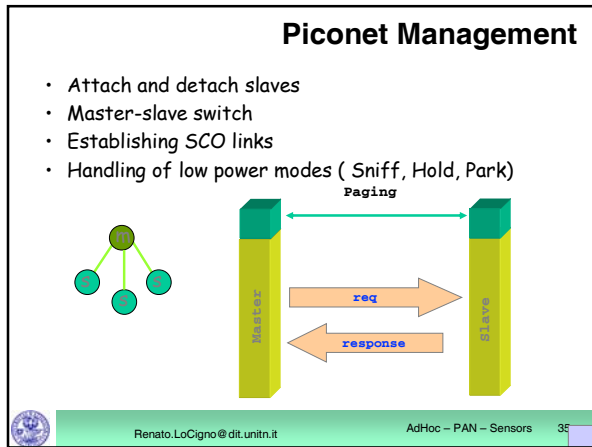 Piconet Management
• Attach and detach slaves
• Master-slave switch
• Establishing SCO links
• Handling of low power modes ( Sniff, Hold, Park)
Paging
m
s
s
s
Master
req
response
Slave
Renato.LoCigno@dit.unitn.it
AdHoc – PAN – Sensors
35